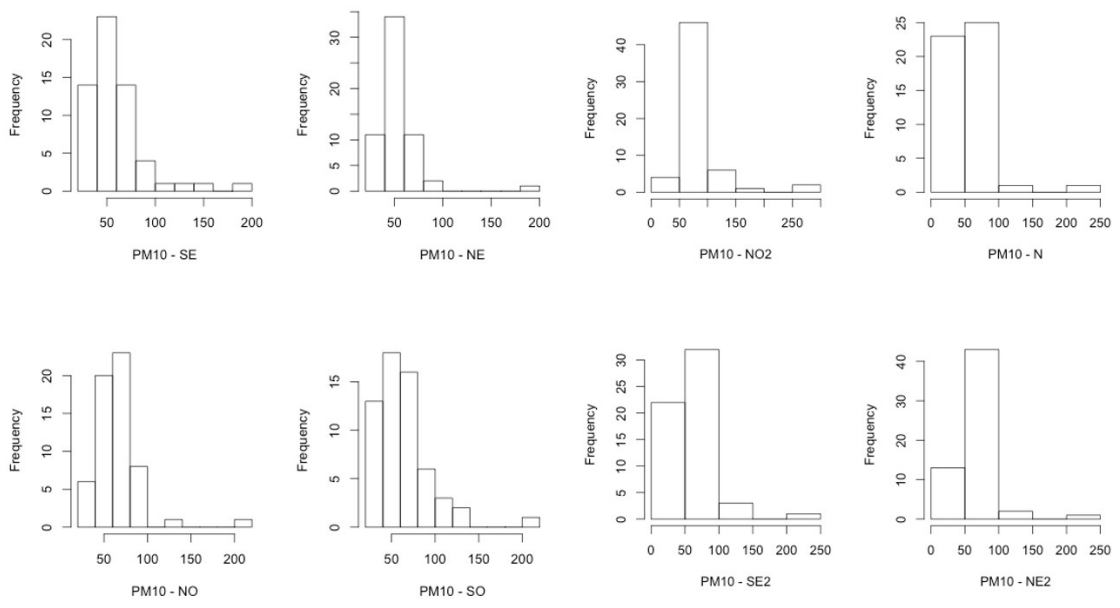 Frequency
0 5 10 15 20
50 100 150 200
PM10 - SE
Frequency
0 5 10 20 30
50 100 150 200
PM10 - NE
Frequency
0 10 20 30 40
0 50 100 150 250
PM10 - NO2
Frequency
0 5 10 15 20 25
0 50 100 150 200 250
PM10 - N
Frequency
0 5 10 15 20
50 100 150 200
PM10 - NO
Frequency
0 5 10 15
50 100 150 200
PM10 - SO
Frequency
0 5 10 15 20 25 30
0 50 100 150 200 250
PM10 - SE2
Frequency
0 10 20 30 40
0 50 100 150 200 250
PM10 - NE2